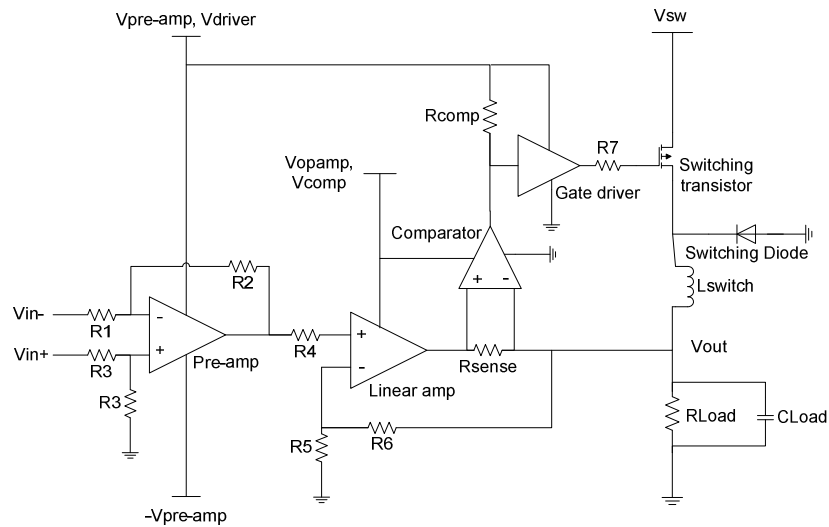 Vpre-amp, Vdriver
Vsw
Rcomp
R7
Vopamp,
Vcomp
Switching
transistor
Gate driver
Comparator
Switching Diode
+ -
R2
Lswitch
Vin-
R1
-
Vin+
+
R3
Pre-amp
R4
+
-
Linear amp
Rsense
Vout
R3
R5
R6
RLoad
CLoad
-Vpre-amp